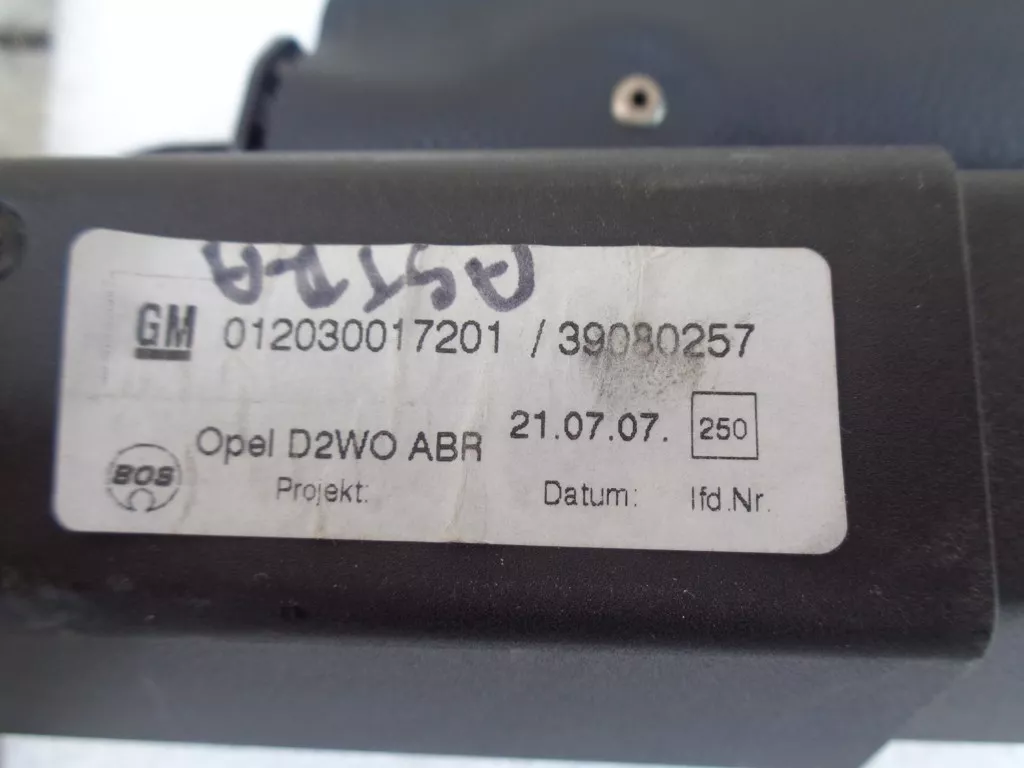 ASTRA
GM 012030017201 / 39080257
Opel D2WO ABR 21.07.07. 250
BOS Projekt: Datum: lfd.Nr.